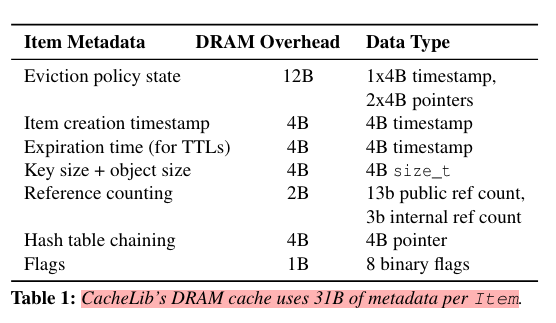 Item Metadata DRAM Overhead Data Type
Eviction policy state 12B 1x4B timestamp,
2x4B pointers
Item creation timestamp 4B 4B timestamp
Expiration time (for TTLs) 4B 4B timestamp
Key size + object size 4B 4B size_t
Reference counting 2B 13b public ref count,
3b internal ref count
Hash table chaining 4B 4B pointer
Flags 1B 8 binary flags
Table 1: CacheLib's DRAM cache uses 31B of metadata per Item.